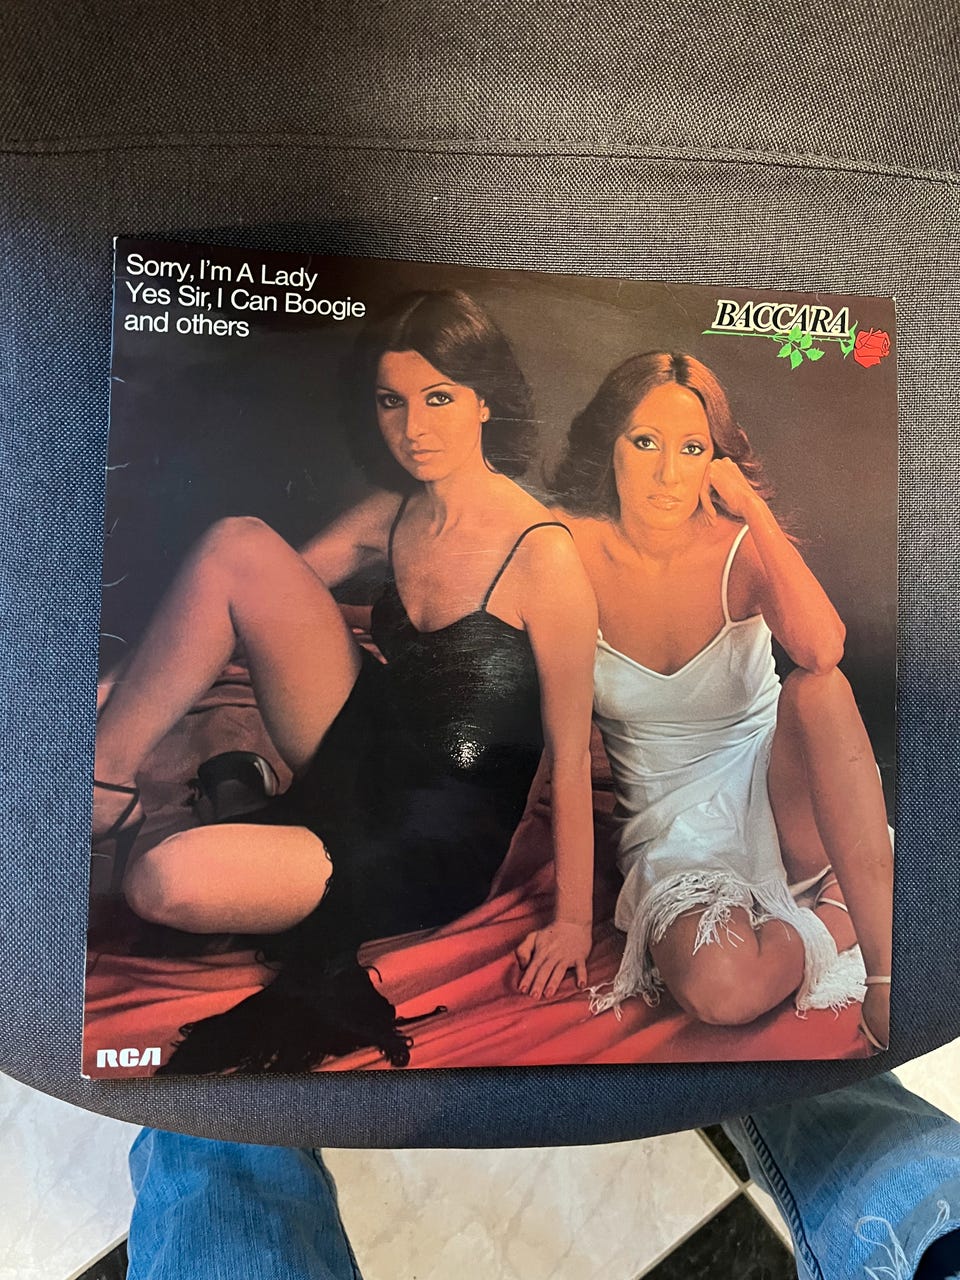 Sorry, I'm A Lady
Yes Sir, I Can Boogie
and others
BACCARA
RCA